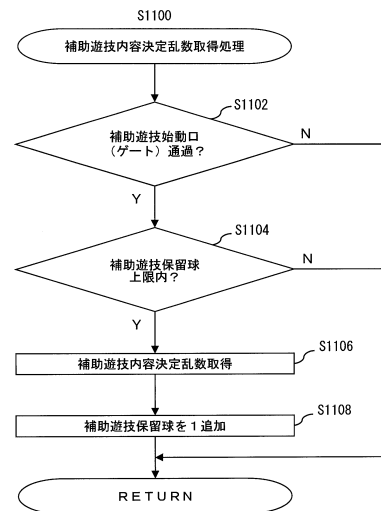 S1100
補助遊技内容決定乱数取得処理
S1102
補助遊技始動口
（ゲート）通過？
N
Y
S1104
補助遊技保留球
上限内？
N
Y
S1106
補助遊技内容決定乱数取得
S1108
補助遊技保留球を１追加
RETURN